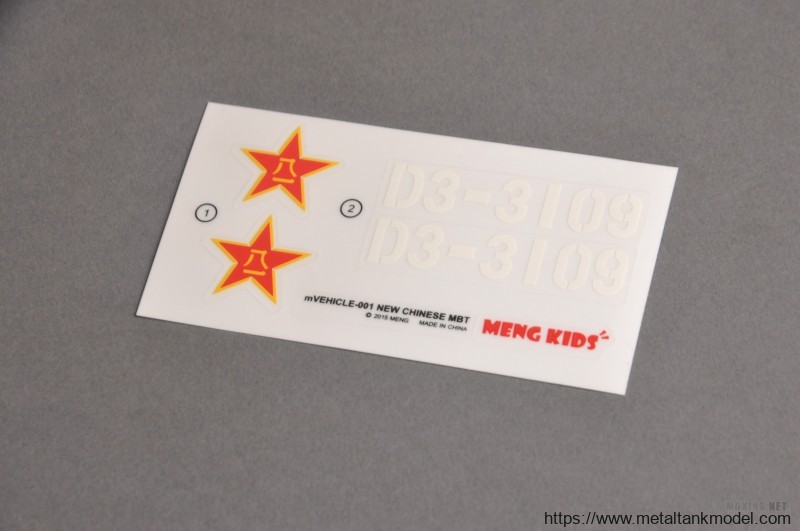 八一
1
2
D3-3109
八一
D3-3109
mVEHICLE-001 NEW CHINESE MBT
© 2015 MENG MADE IN CHINA
MENG KIDS
https://www.metaltankmodel.com